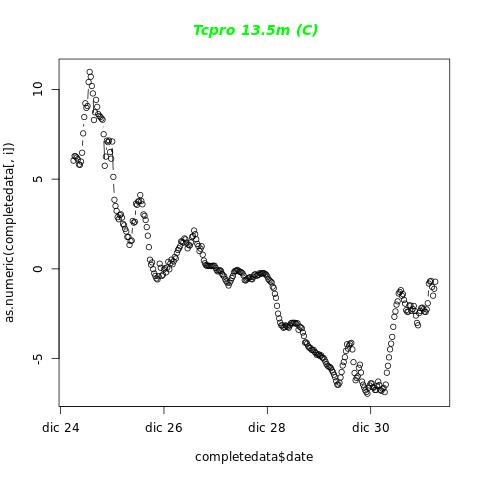 Tcpro 13.5m (C)
as.numeric(completedata[, i])
10
5
0
-5
dic 24 dic 26 dic 28 dic 30
completedata$date